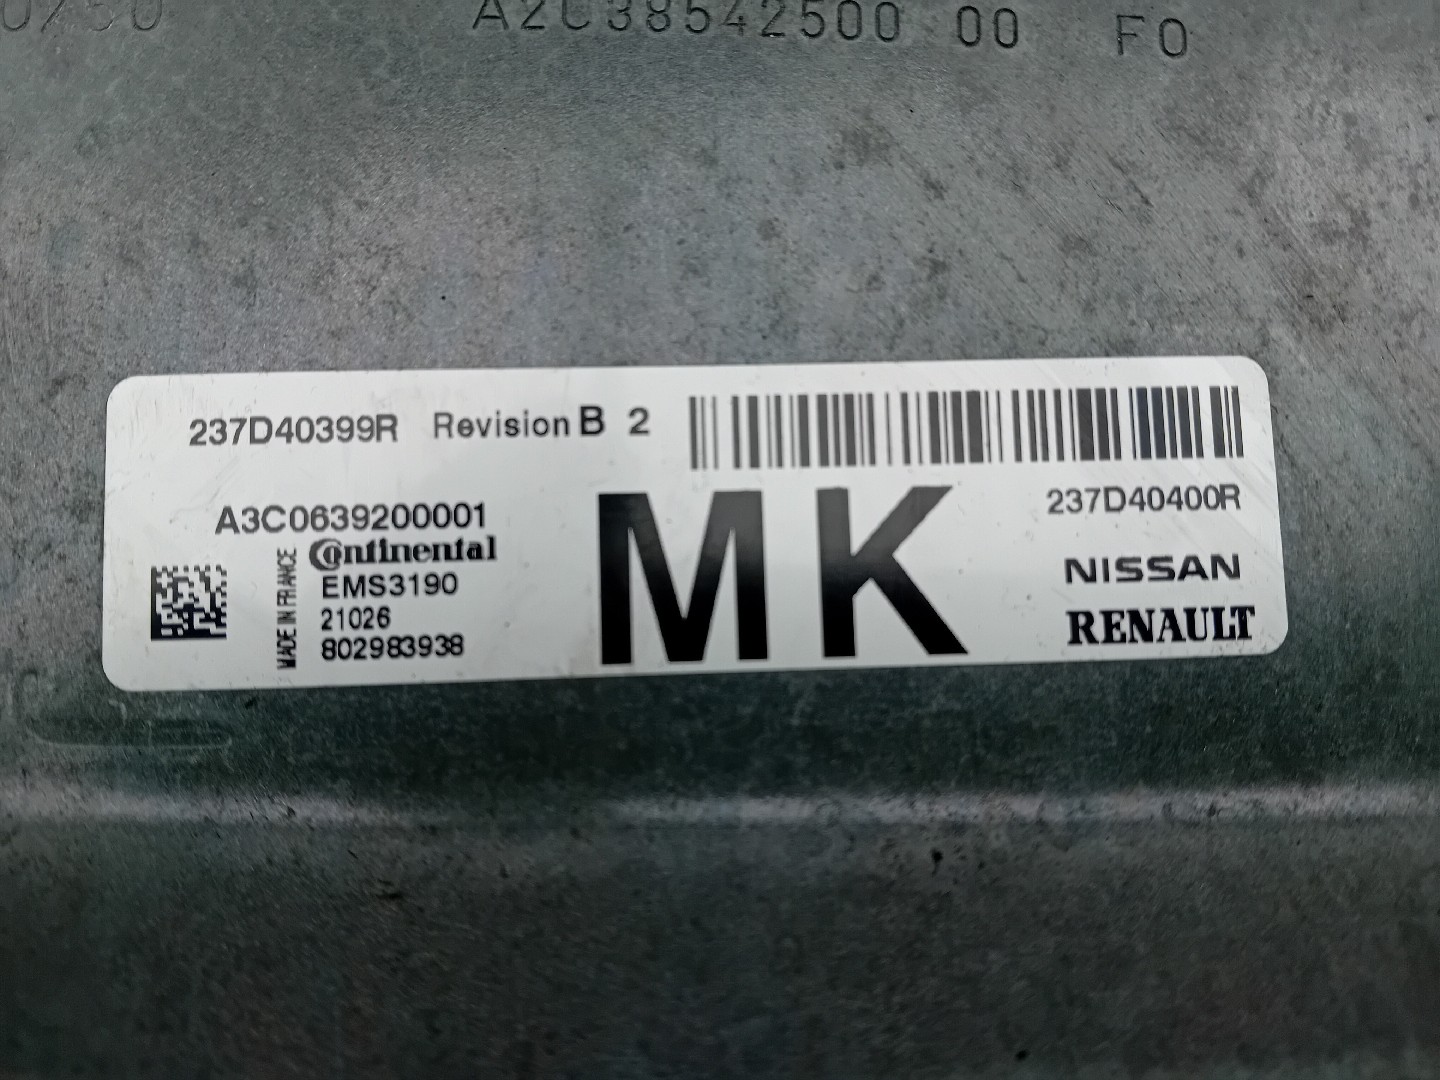 A2C38542500 00 F0
237D40399R Revision B 2
A3C0639200001
Continental
EMS3190
21026
802983938
MADE IN FRANCE
MK
237D40400R
NISSAN
RENAULT